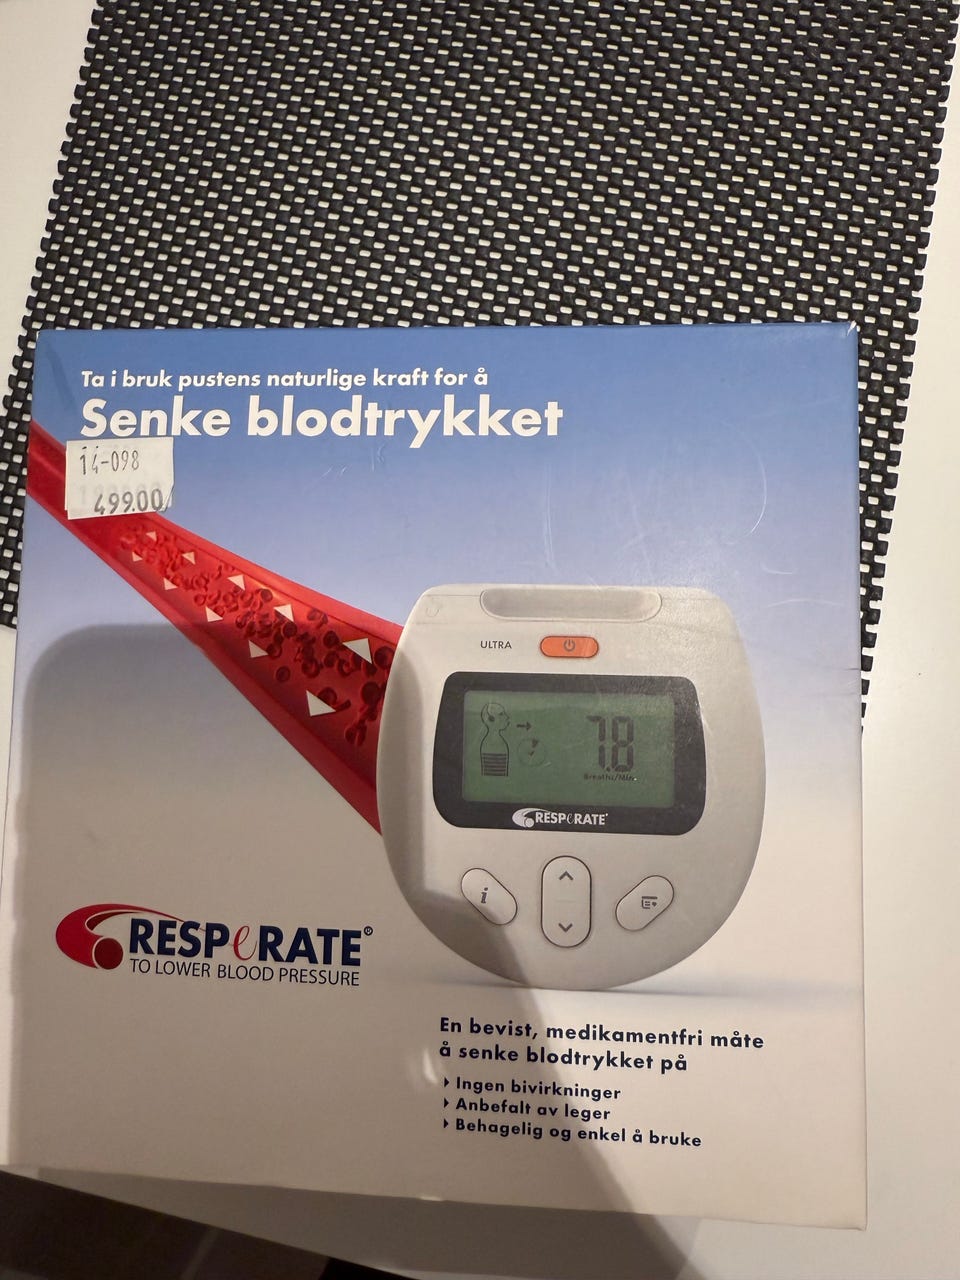 Ta i bruk pustens naturlige kraft for å
Senke blodtrykket
14-098
499.00
ULTRA
7.8
Breaths/Min.
RESPeRATE
i
RESPeRATE®
TO LOWER BLOOD PRESSURE
En bevist, medikamentfri måte
å senke blodtrykket på
Ingen bivirkninger
Anbefalt av leger
Behagelig og enkel å bruke